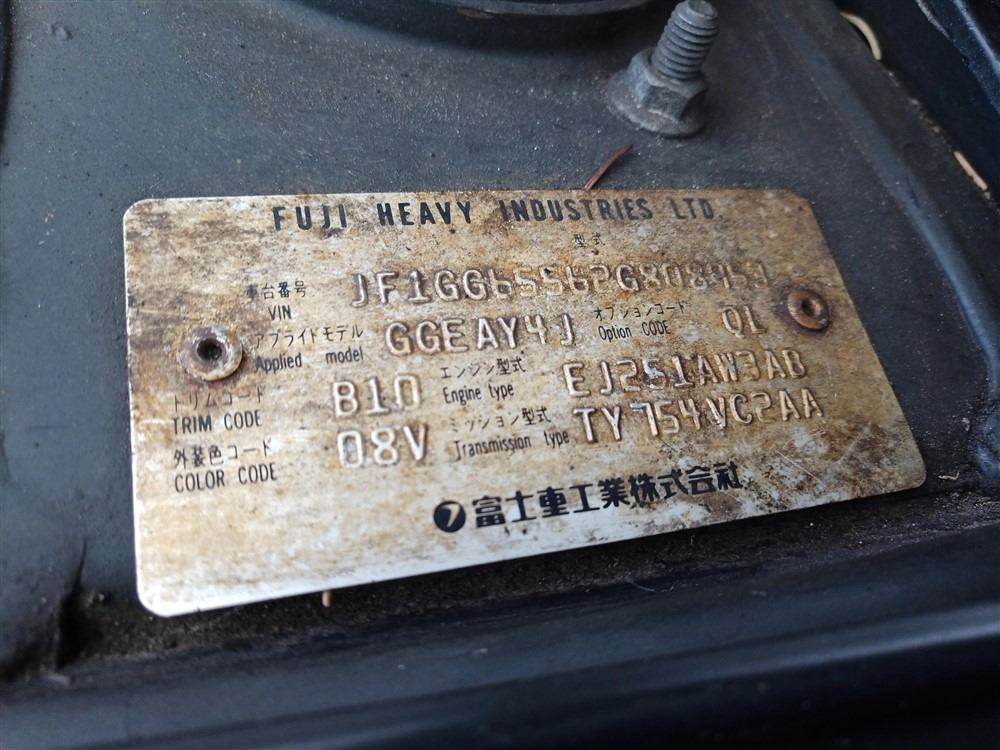 FUJI HEAVY INDUSTRIES LTD.
型式
車台番号
VIN
アプライドモデル
Applied model
GGEAY4J
オプションコード
Option CODE
QL
トリムコード
TRIM CODE
B10
エンジン型式
Engine type
EJ251AW3AB
外装色コード
COLOR CODE
08V
ミッション型式
Transmission type
TY754VC2AA
富士重工業株式会社